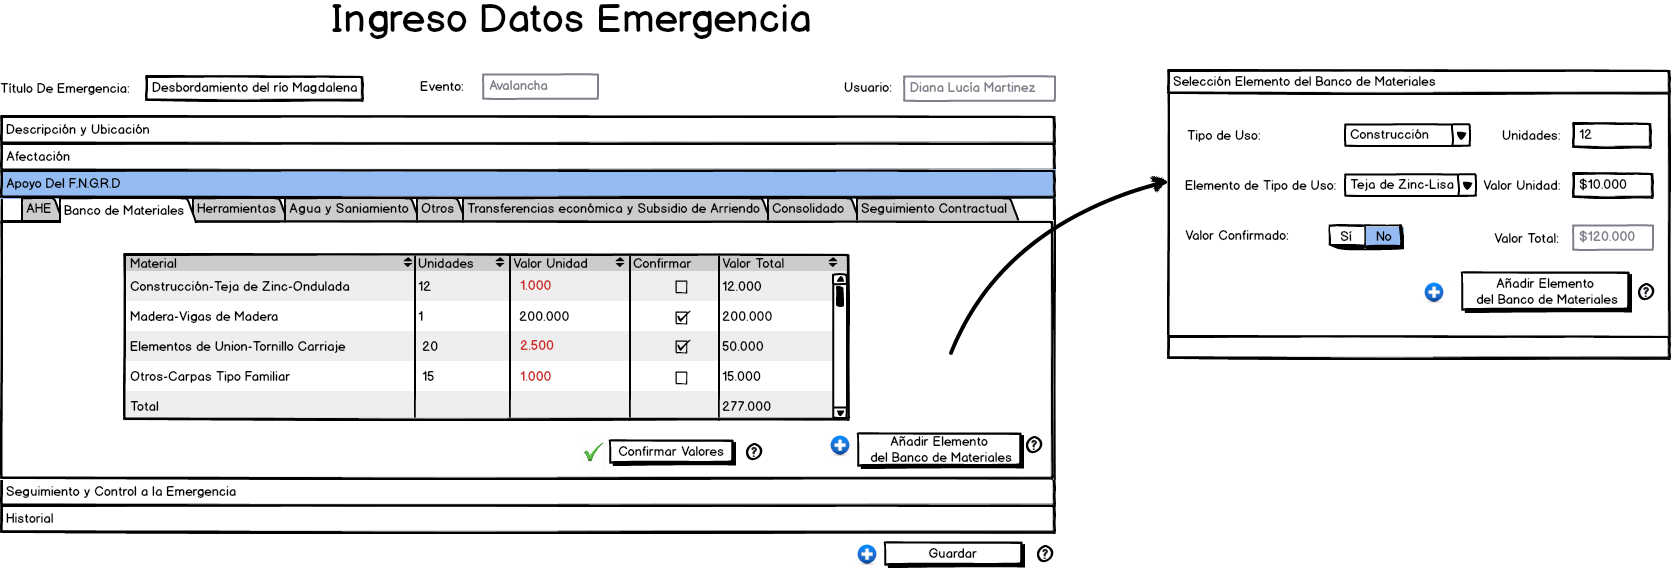 Ingreso Datos Emergencia
Título De Emergencia: Desbordamiento del río Magdalena Evento: Avalancha Usuario: Diana Lucía Martinez
Descripción y Ubicación
Afectación
Apoyo Del F.N.G.R.D
AHE Banco de Materiales Herramientas Agua y Saniamiento Otros Transferencias económica y Subsidio de Arriendo Consolidado Seguimiento Contractual
Material Unidades Valor Unidad Confirmar Valor Total
Construcción-Teja de Zinc-Ondulada 12 1.000 12.000
Madera-Vigas de Madera 1 200.000 200.000
Elementos de Union-Tornillo Carriaje 20 2.500 50.000
Otros-Carpas Tipo Familiar 15 1.000 15.000
Total 277.000
Confirmar Valores ?
Añadir Elemento
del Banco de Materiales ?
Seguimiento y Control a la Emergencia
Historial
Guardar ?
Selección Elemento del Banco de Materiales
Tipo de Uso: Construcción Unidades: 12
Elemento de Tipo de Uso: Teja de Zinc-Lisa Valor Unidad: $10.000
Valor Confirmado: Sí No Valor Total: $120.000
Añadir Elemento
del Banco de Materiales ?